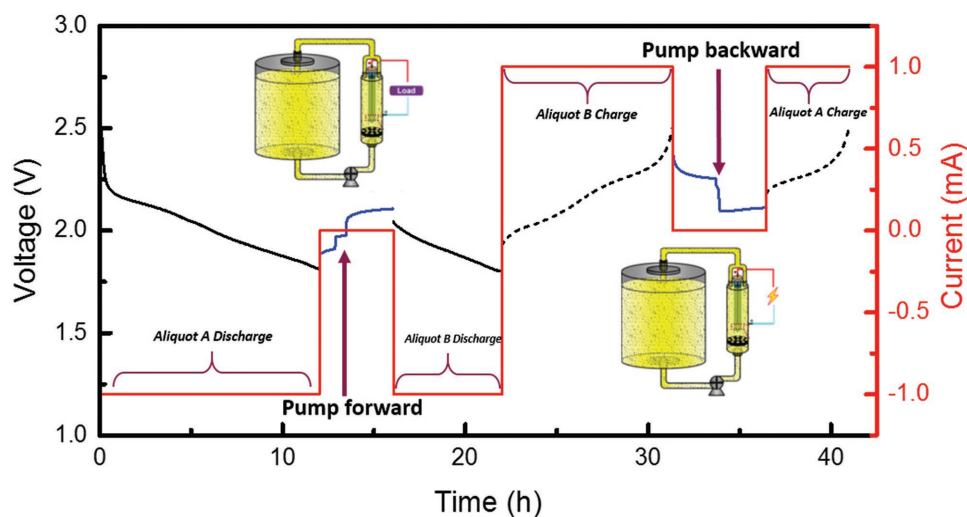 3.0
2.5
2.0
1.5
1.0
Voltage (V)
0
10
20
30
40
Time (h)
1.0
0.5
0.0
-0.5
-1.0
Current (mA)
Load
Pump backward
Aliquot B Charge
Aliquot A Charge
Aliquot A Discharge
Aliquot B Discharge
Pump forward